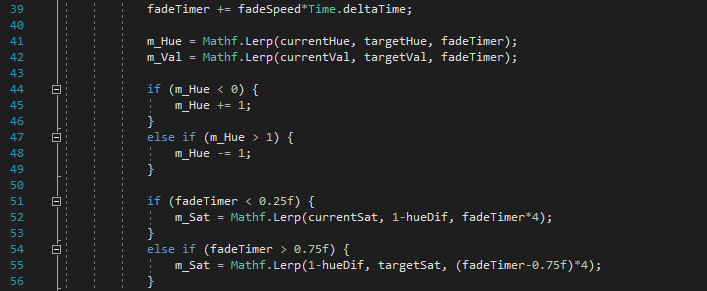 39 fadeTimer += fadeSpeed*Time.deltaTime;
40
41 m_Hue = Mathf.Lerp(currentHue, targetHue, fadeTimer);
42 m_Val = Mathf.Lerp(currentVal, targetVal, fadeTimer);
43
44 if (m_Hue < 0) {
45 m_Hue += 1;
46 }
47 else if (m_Hue > 1) {
48 m_Hue -= 1;
49 }
50
51 if (fadeTimer < 0.25f) {
52 m_Sat = Mathf.Lerp(currentSat, 1-hueDif, fadeTimer*4);
53 }
54 else if (fadeTimer > 0.75f) {
55 m_Sat = Mathf.Lerp(1-hueDif, targetSat, (fadeTimer-0.75f)*4);
56 }